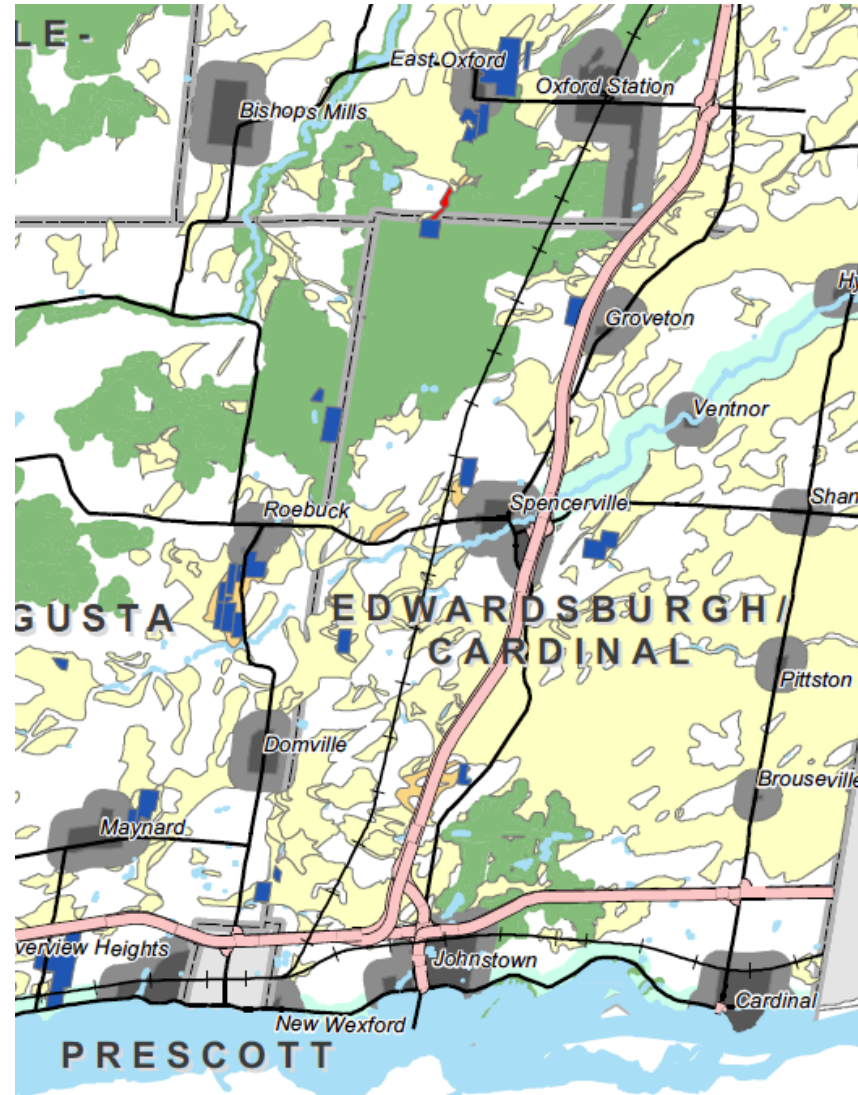 LE-
East Oxford
Oxford Station
Bishops Mills
Hy
Groveton
Ventnor
Roebuck
Spencerville
Shan
GUSTA
EDWARDSBURGH/
CARDINAL
Pittston
Domville
Brouseville
Maynard
verview Heights
Johnstown
Cardinal
New Wexford
PRESCOTT